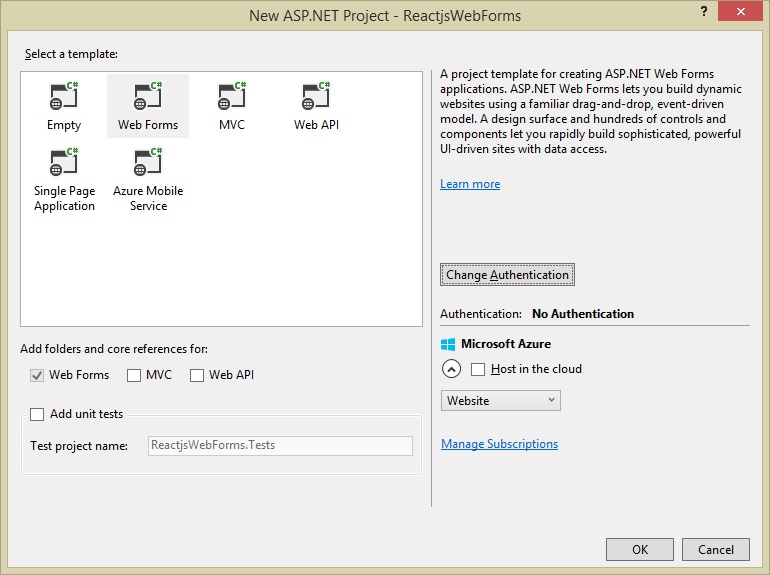 New ASP.NET Project - ReactjsWebForms
?
x
Select a template:
C# C# C# C#
Empty Web Forms MVC Web API
C# C#
Single Page Azure Mobile
Application Service
A project template for creating ASP.NET Web Forms
applications. ASP.NET Web Forms lets you build dynamic
websites using a familiar drag-and-drop, event-driven
model. A design surface and hundreds of controls and
components let you rapidly build sophisticated, powerful
UI-driven sites with data access.
Learn more
Change Authentication
Authentication: No Authentication
Microsoft Azure
Host in the cloud
Website
Manage Subscriptions
Add folders and core references for:
Web Forms MVC Web API
Add unit tests
Test project name: ReactjsWebForms.Tests
OK Cancel